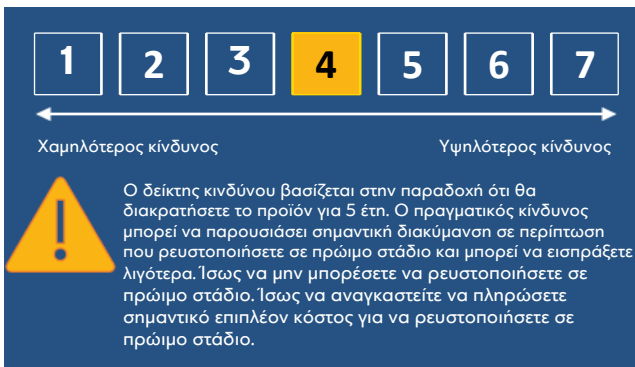 1 2 3 4 5 6 7
Χαμηλότερος κίνδυνος Υψηλότερος κίνδυνος
Ο δείκτης κινδύνου βασίζεται στην παραδοχή ότι θα
διακρατήσετε το προϊόν για 5 έτη. Ο πραγματικός κίνδυνος
μπορεί να παρουσιάσει σημαντική διακύμανση σε περίπτωση
που ρευστοποιήσετε σε πρώιμο στάδιο και μπορεί να εισπράξετε
λιγότερα. Ίσως να μην μπορέσετε να ρευστοποιήσετε σε
πρώιμο στάδιο. Ίσως να αναγκαστείτε να πληρώσετε
σημαντικό επιπλέον κόστος για να ρευστοποιήσετε σε
πρώιμο στάδιο.